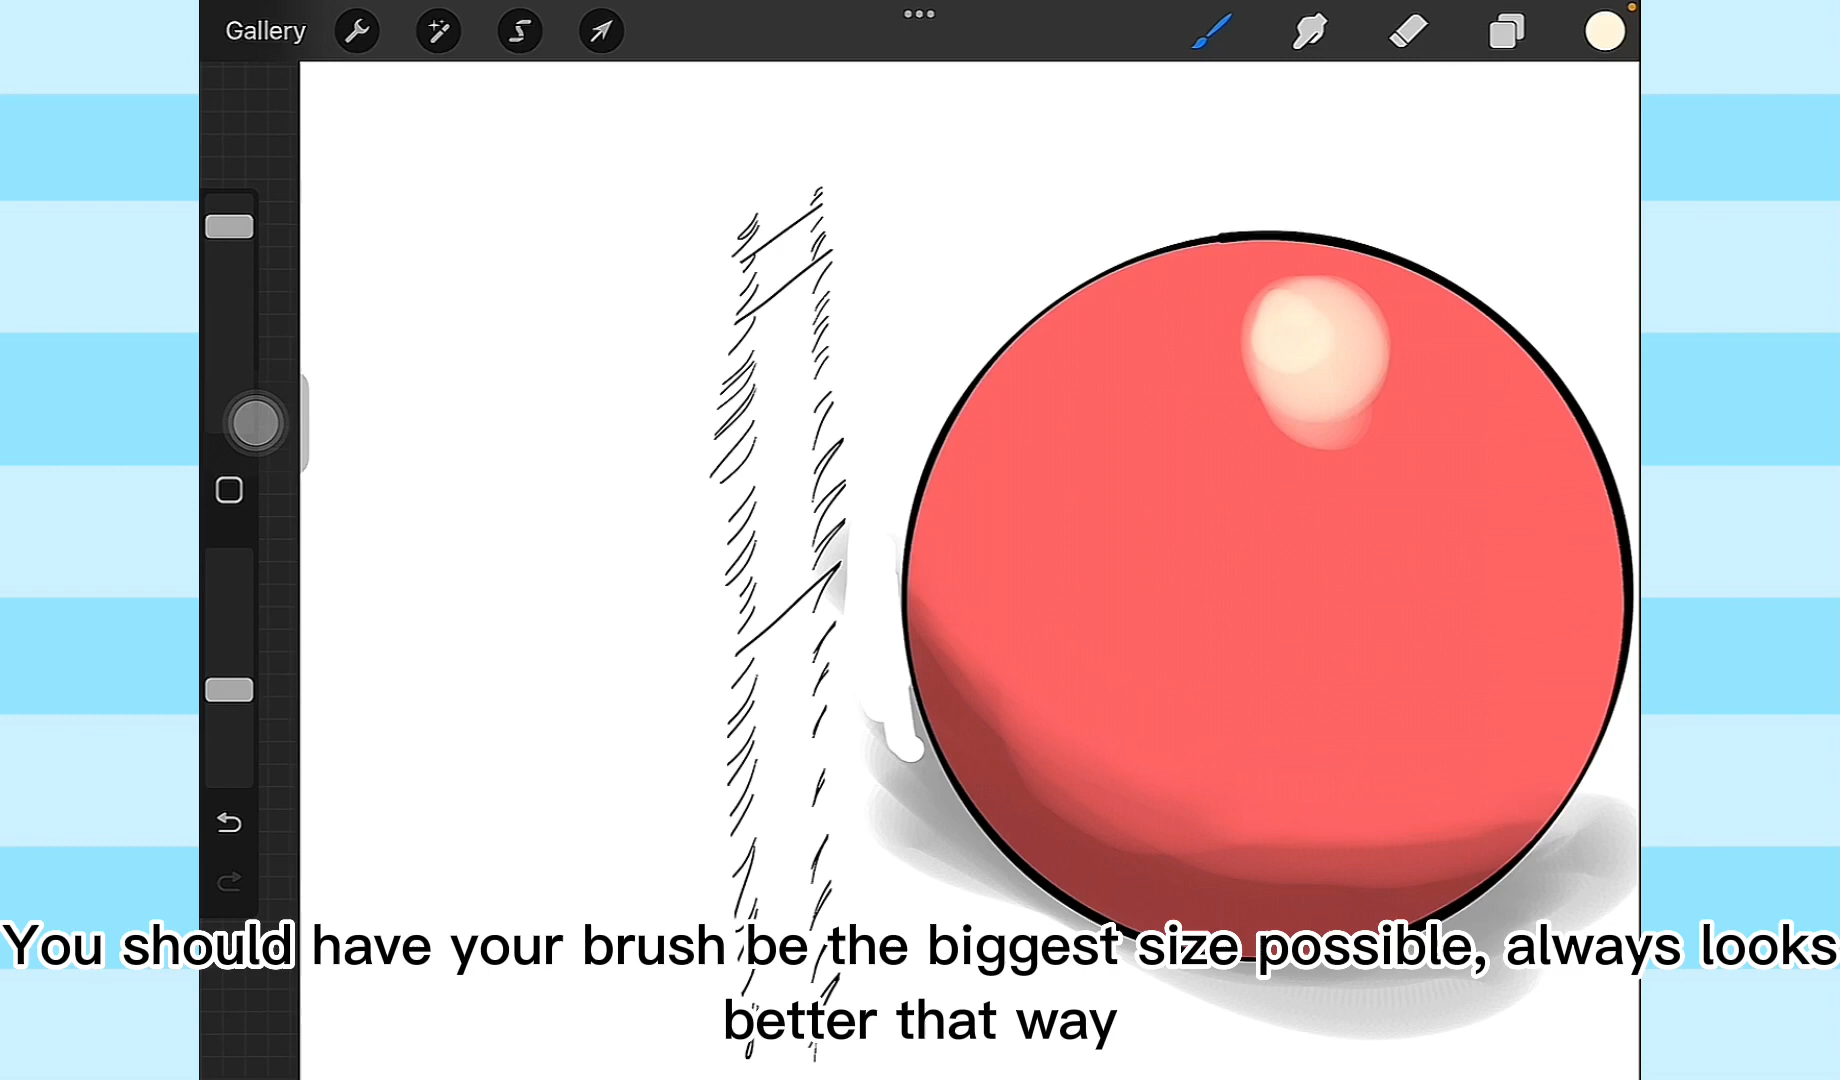 Gallery
You should have your brush be the biggest size possible, always looks
better that way